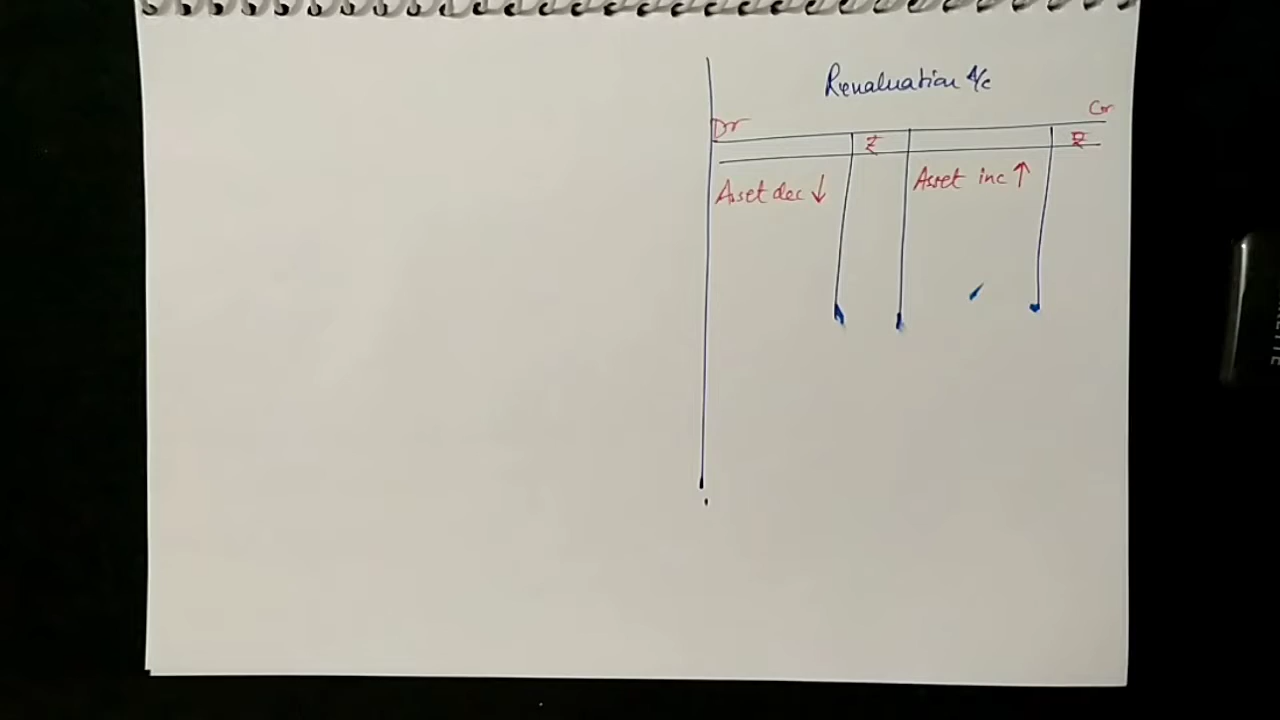 Revaluation A/c
Dr
Cr
₹
₹
Asset dec ↓
Asset inc ↑